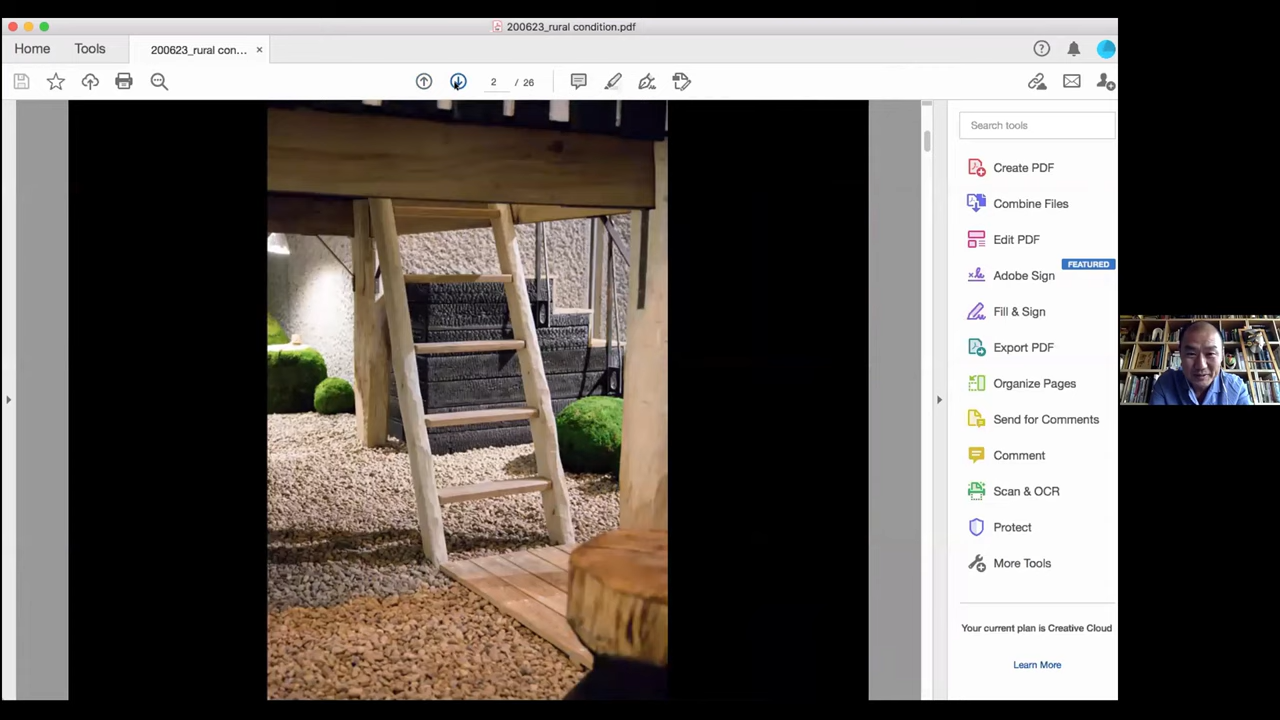 200623_rural condition.pdf
Home
Tools
200623_rural con...
2 / 26
Search tools
Create PDF
Combine Files
Edit PDF
FEATURED
Adobe Sign
Fill & Sign
Export PDF
Organize Pages
Send for Comments
Comment
Scan & OCR
Protect
More Tools
Your current plan is Creative Cloud
Learn More